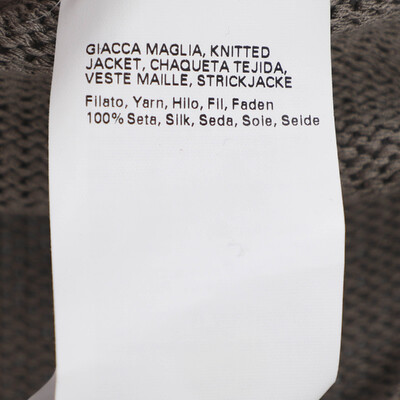 GIACCA MAGLIA, KNITTED
JACKET, CHAQUETA TEJIDA,
VESTE MAILLE, STRICKJACKE
Filato, Yarn, Hilo, Fil, Faden
100% Seta, Silk, Seda, Soie, Seide